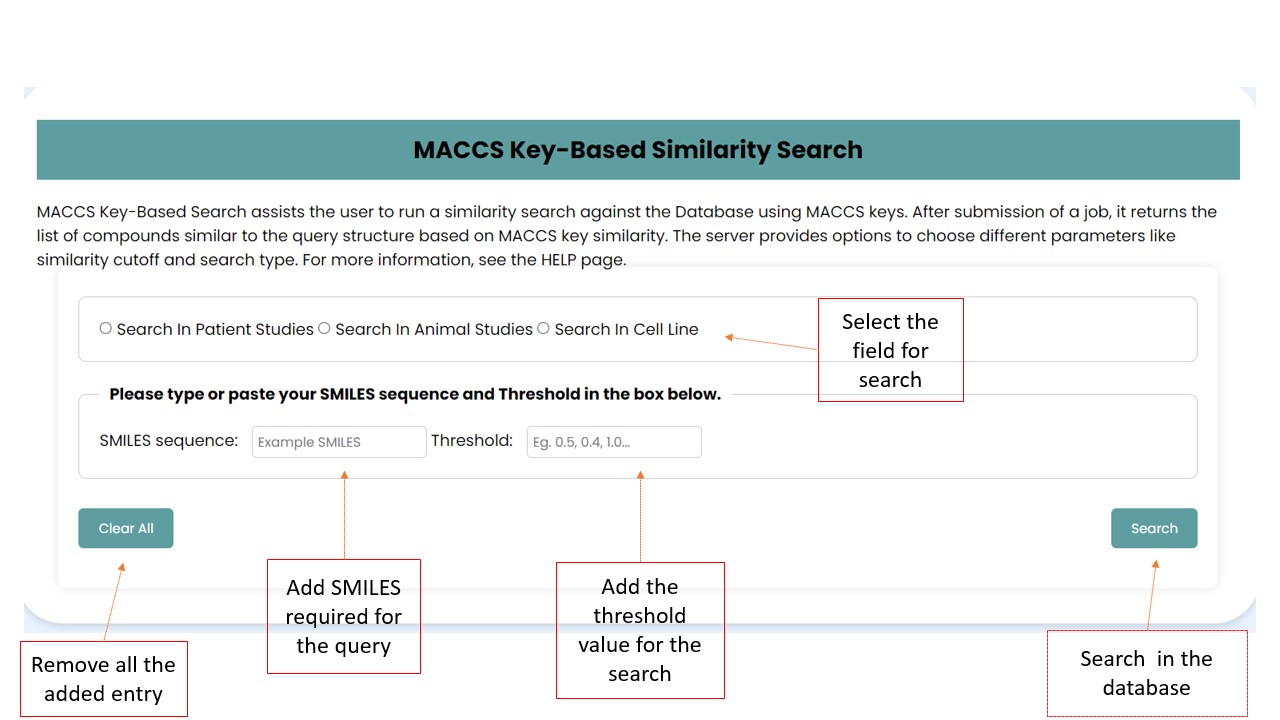 MACCS Key-Based Similarity Search
MACCS Key-Based Search assists the user to run a similarity search against the Database using MACCS keys. After submission of a job, it returns the
list of compounds similar to the query structure based on MACCS key similarity. The server provides options to choose different parameters like
similarity cutoff and search type. For more information, see the HELP page.
Search In Patient Studies Search In Animal Studies Search In Cell Line
Select the
field for
search
Please type or paste your SMILES sequence and Threshold in the box below.
SMILES sequence: Example SMILES Threshold: Eg. 0.5, 0.4, 1.0...
Clear All
Search
Add SMILES
required for
the query
Add the
threshold
value for the
search
Remove all the
added entry
Search in the
database